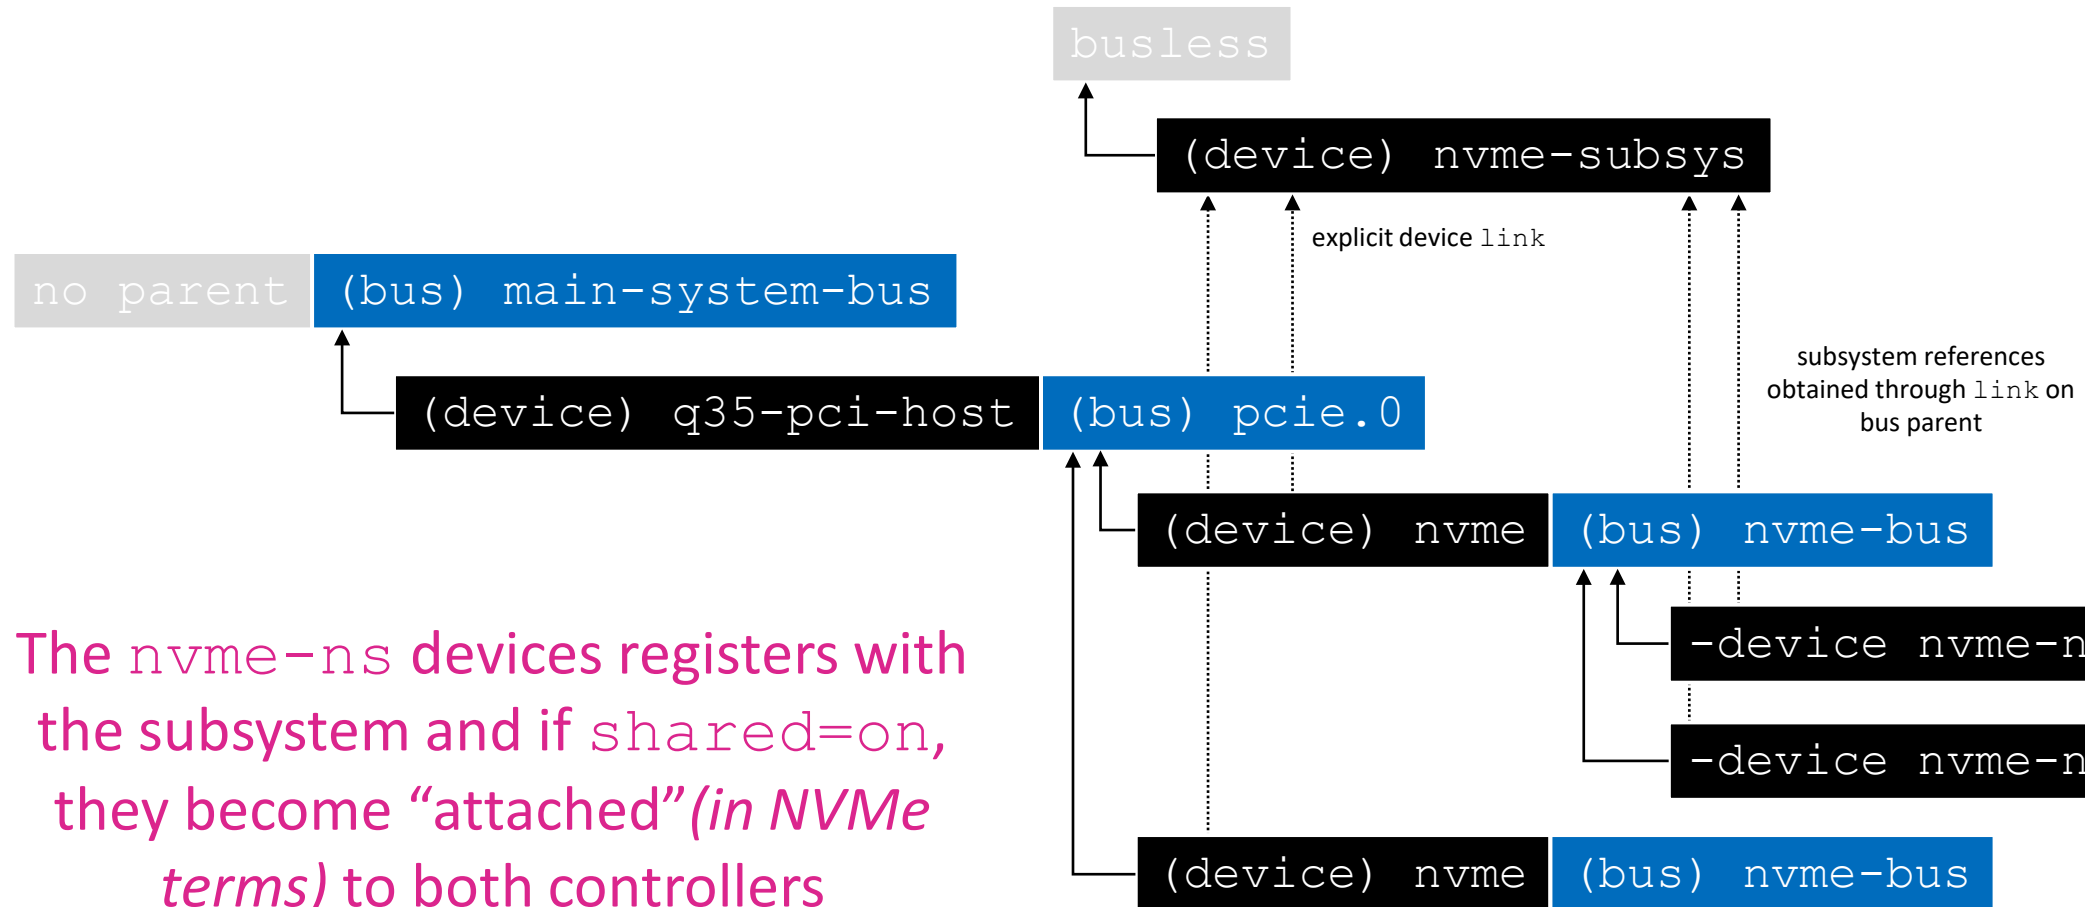 busless
(device) nvme-subsys
explicit device link
no parent (bus) main-system-bus
subsystem references
obtained through link on
bus parent
(device) q35-pci-host (bus) pcie.0
(device) nvme (bus) nvme-bus
-device nvme-n
The nvme-ns devices registers with
the subsystem and if shared=on,
-device nvme-n
they become “attached”(in NVMe
terms) to both controllers
(device) nvme (bus) nvme-bus